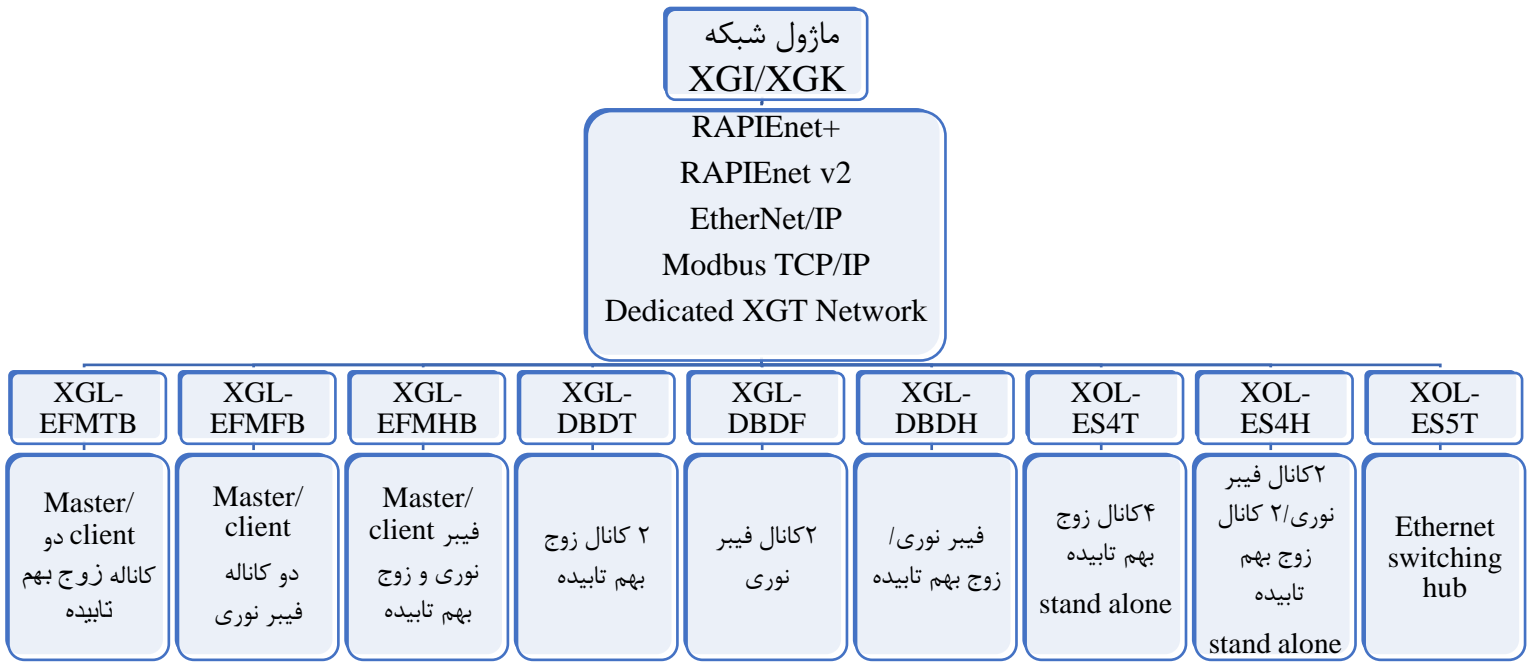 ماژول شبکه
XGI/XGK
RAPIEnet+
RAPIEnet v2
EtherNet/IP
Modbus TCP/IP
Dedicated XGT Network
XGL-
EFMTB
XGL-
EFMFB
XGL-
EFMHB
XGL-
DBDT
XGL-
DBDF
XGL-
DBDH
XOL-
ES4T
XOL-
ES4H
XOL-
ES5T
Master/
client دو
کاناله زوج بهم
تابیده
Master/
client
دو کاناله
فیبر نوری
Master/
client فیبر
نوری و زوج
بهم تابیده
۲ کانال زوج
بهم تابیده
۲کانال فیبر
نوری
فیبر نوری/
زوج بهم تابیده
۴کانال زوج
بهم تابیده
stand alone
۲کانال فیبر
نوری/۲ کانال
زوج بهم
تابیده
stand alone
Ethernet
switching
hub